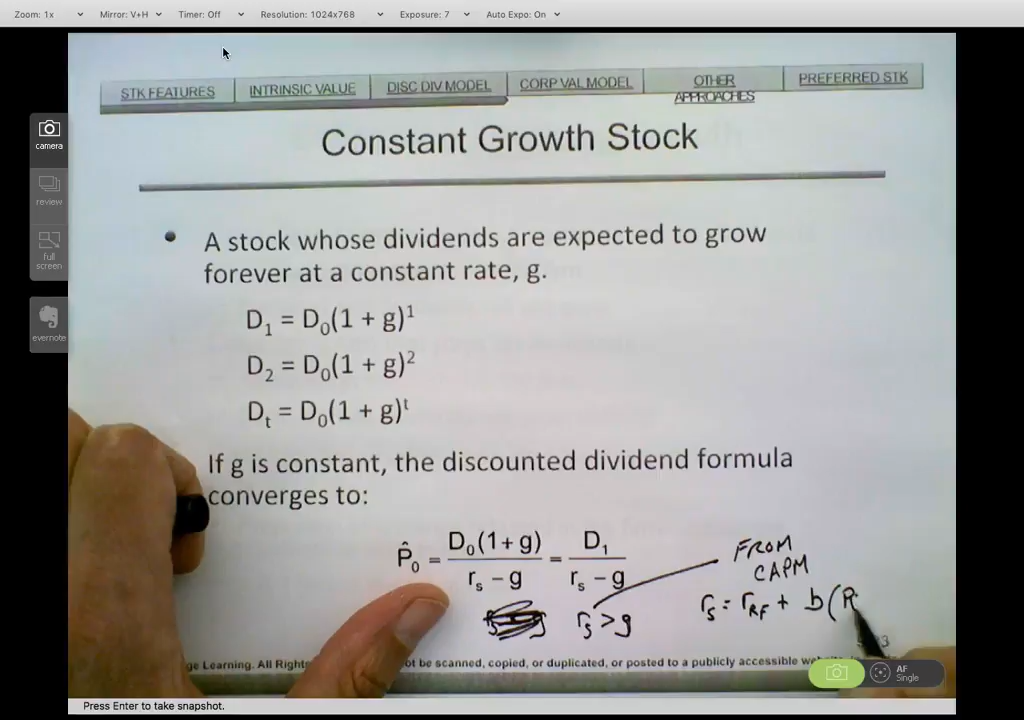 Zoom: 1x Mirror: V+H Timer: Off Resolution: 1024x768 Exposure: 7 Auto Expo: On
STK FEATURES INTRINSIC VALUE DISC DIV MODEL CORP VAL MODEL OTHER APPROACHES PREFERRED STK
Constant Growth Stock
camera
review
full
screen
evernote
• A stock whose dividends are expected to grow
forever at a constant rate, g.
D₁ = D₀(1 + g)¹
D₂ = D₀(1 + g)²
Dₜ = D₀(1 + g)ᵗ
If g is constant, the discounted dividend formula
converges to:
P̂₀ = D₀(1+g) / (rₛ − g) = D₁ / (rₛ − g)
rₛ > g
FROM
CAPM
rₛ = r_RF + b(R
ge Learning. All Rights ot be scanned, copied, or duplicated, or posted to a publicly accessible
AF
Single
Press Enter to take snapshot.